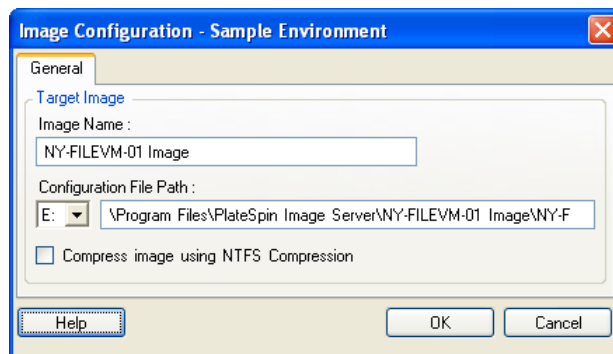 Image Configuration - Sample Environment
General
Target Image
Image Name :
NY-FILEVM-01 Image
Configuration File Path :
E: \Program Files\PlateSpin Image Server\NY-FILEVM-01 Image\NY-F
Compress image using NTFS Compression
Help OK Cancel